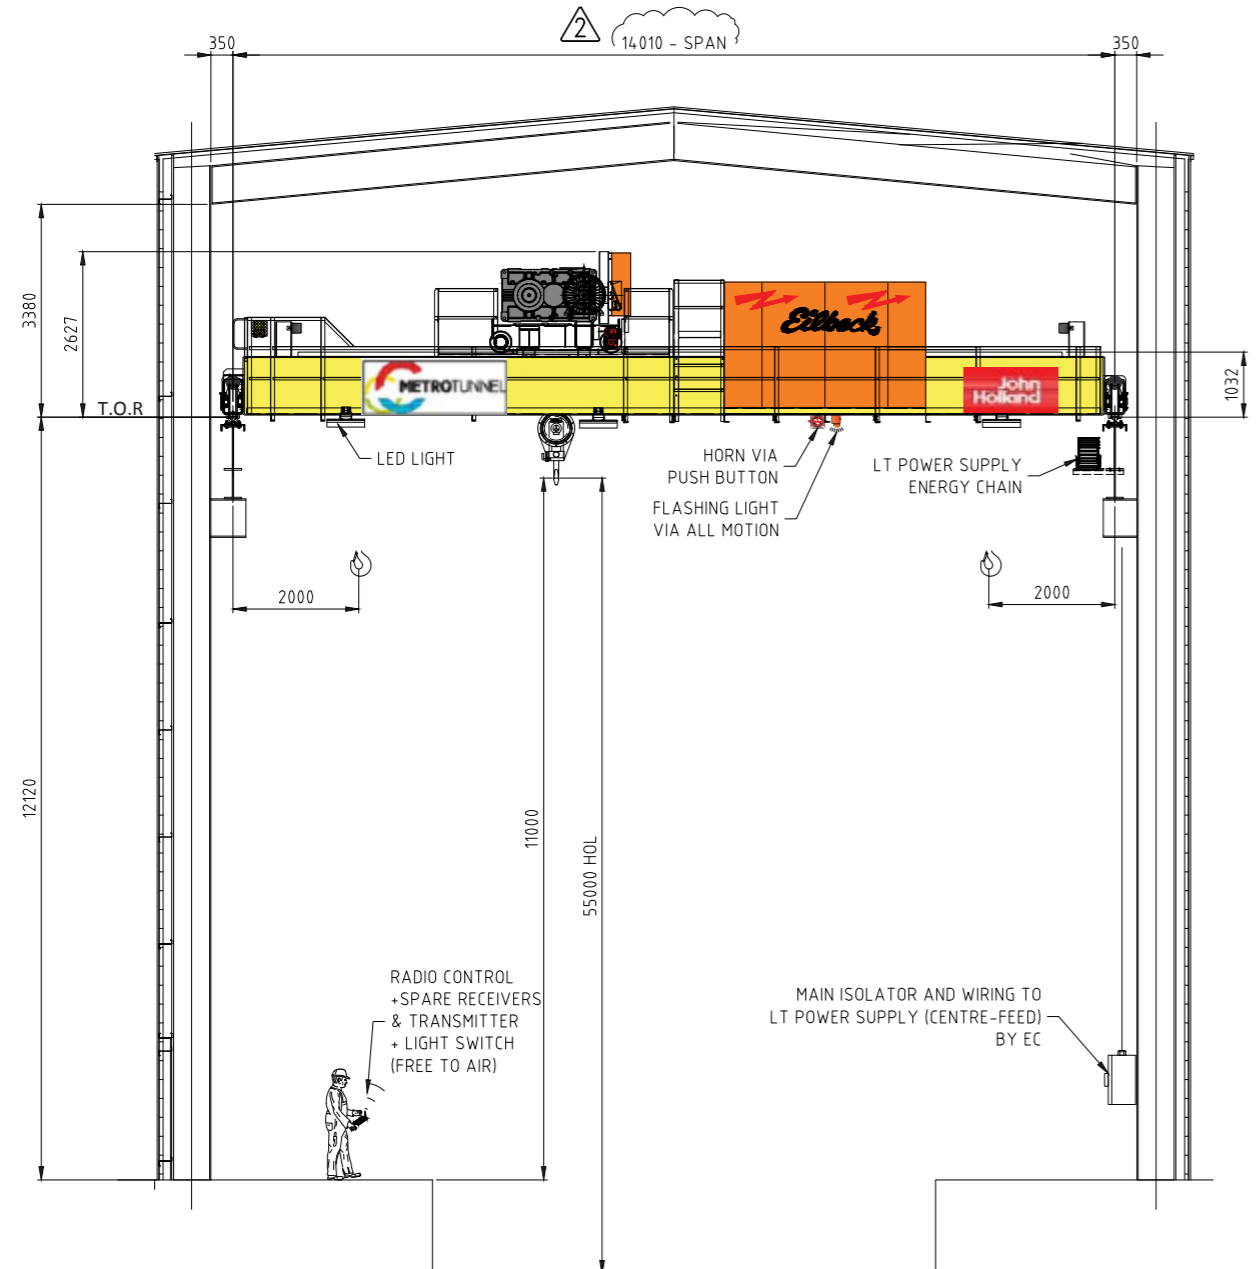 2
350
14010 - SPAN
350
3380
2627
Eilbeck
METROTUNNEL
John
Holland
1032
T.O.R
LED LIGHT
HORN VIA
PUSH BUTTON
FLASHING LIGHT
VIA ALL MOTION
LT POWER SUPPLY
ENERGY CHAIN
2000
2000
12120
11000
55000 HOL
RADIO CONTROL
+SPARE RECEIVERS
& TRANSMITTER
+ LIGHT SWITCH
(FREE TO AIR)
MAIN ISOLATOR AND WIRING TO
LT POWER SUPPLY (CENTRE-FEED)
BY EC